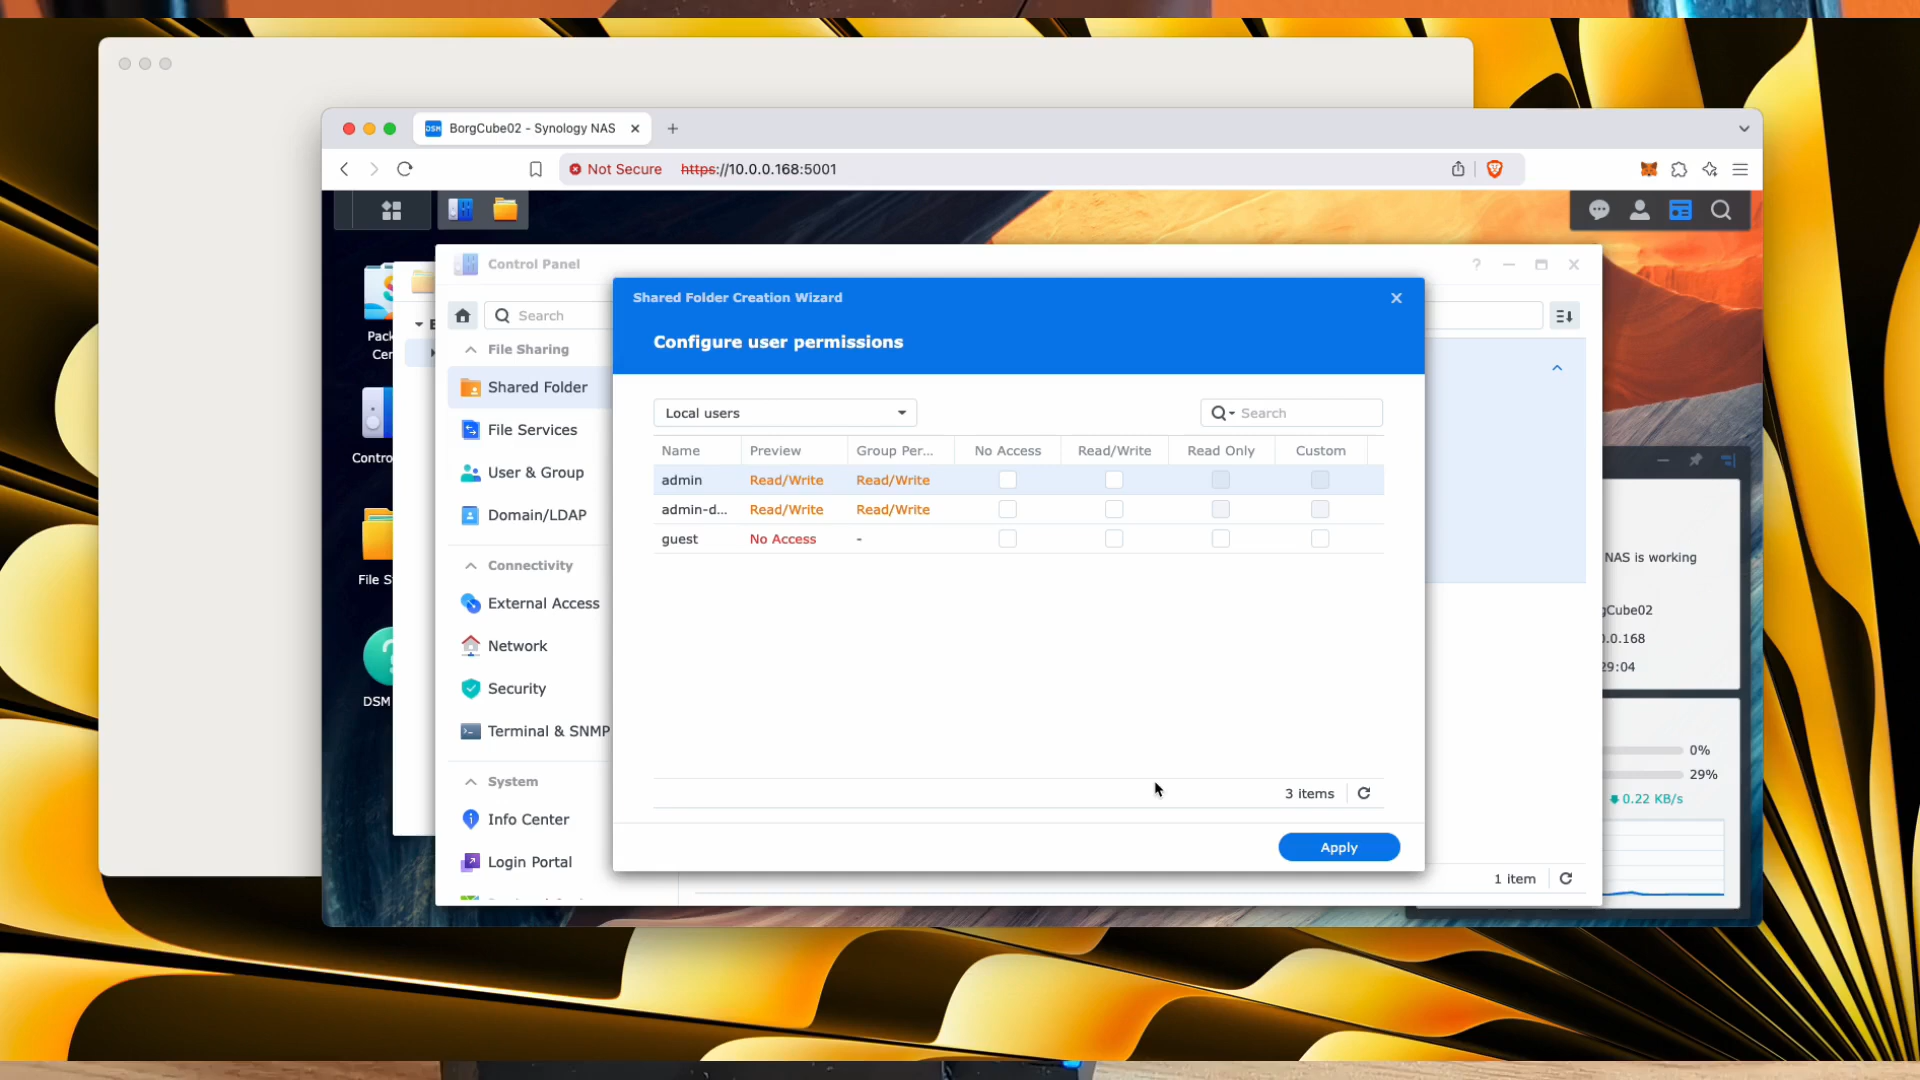 BorgCube02 - Synology NAS
Not Secure https://10.0.0.168:5001
Control Panel
Search
File Sharing
Shared Folder
File Services
User & Group
Domain/LDAP
Connectivity
External Access
Network
Security
Terminal & SNMP
System
Info Center
Login Portal
Pack
Cen
Contro
File S
DSM
Shared Folder Creation Wizard
Configure user permissions
Local users
Search
Name Preview Group Per... No Access Read/Write Read Only Custom
admin Read/Write Read/Write
admin-d... Read/Write Read/Write
guest No Access -
3 items
Apply
1 item
NAS is working
gCube02
0.0.168
29:04
0%
29%
0.22 KB/s